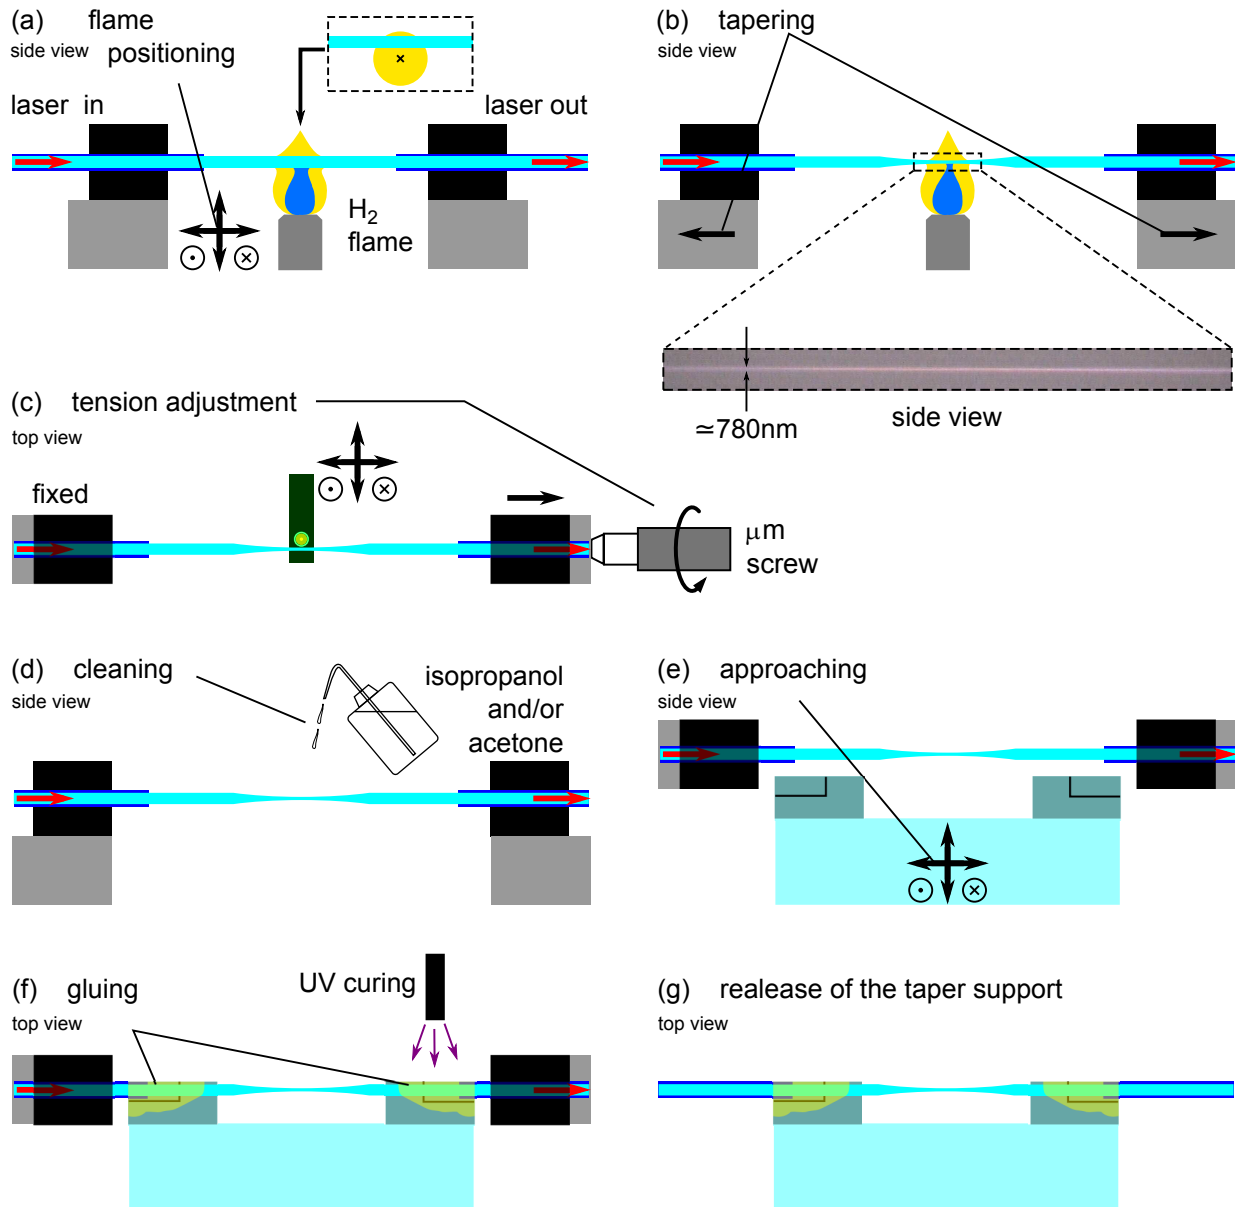 (a) flame
side view positioning
laser in
laser out
H2
flame
(b) tapering
side view
≃780nm
side view
(c) tension adjustment
top view
fixed
μm
screw
(d) cleaning
side view
isopropanol
and/or
acetone
(e) approaching
side view
(f) gluing
top view
UV curing
(g) realease of the taper support
top view